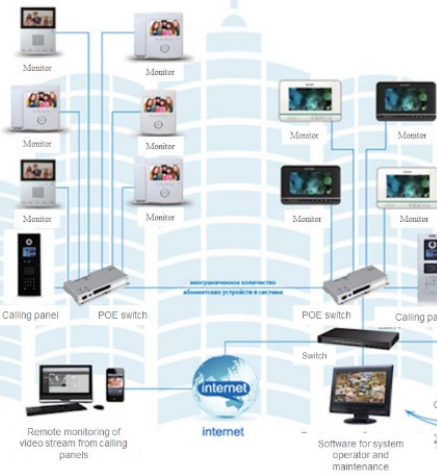 Monitor
Monitor
Monitor
Monitor
Monitor
Monitor
Monitor
Monitor
Monitor
Monitor
неограниченное количество
абонентских устройств в системе
Calling panel
POE switch
POE switch
Calling pa
Switch
internet
internet
Remote monitoring of
video stream from calling
panels
Software for system
operator and
maintenance